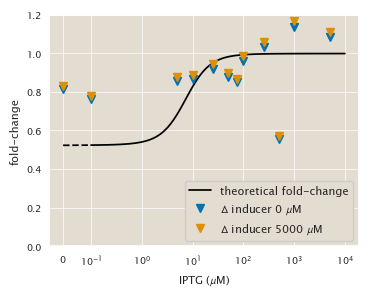 1.2
1.0
0.8
0.6
0.4
0.2
0.0
fold-change
theoretical fold-change
Δ inducer 0 μM
Δ inducer 5000 μM
0 10⁻¹ 10⁰ 10¹ 10² 10³ 10⁴
IPTG (μM)